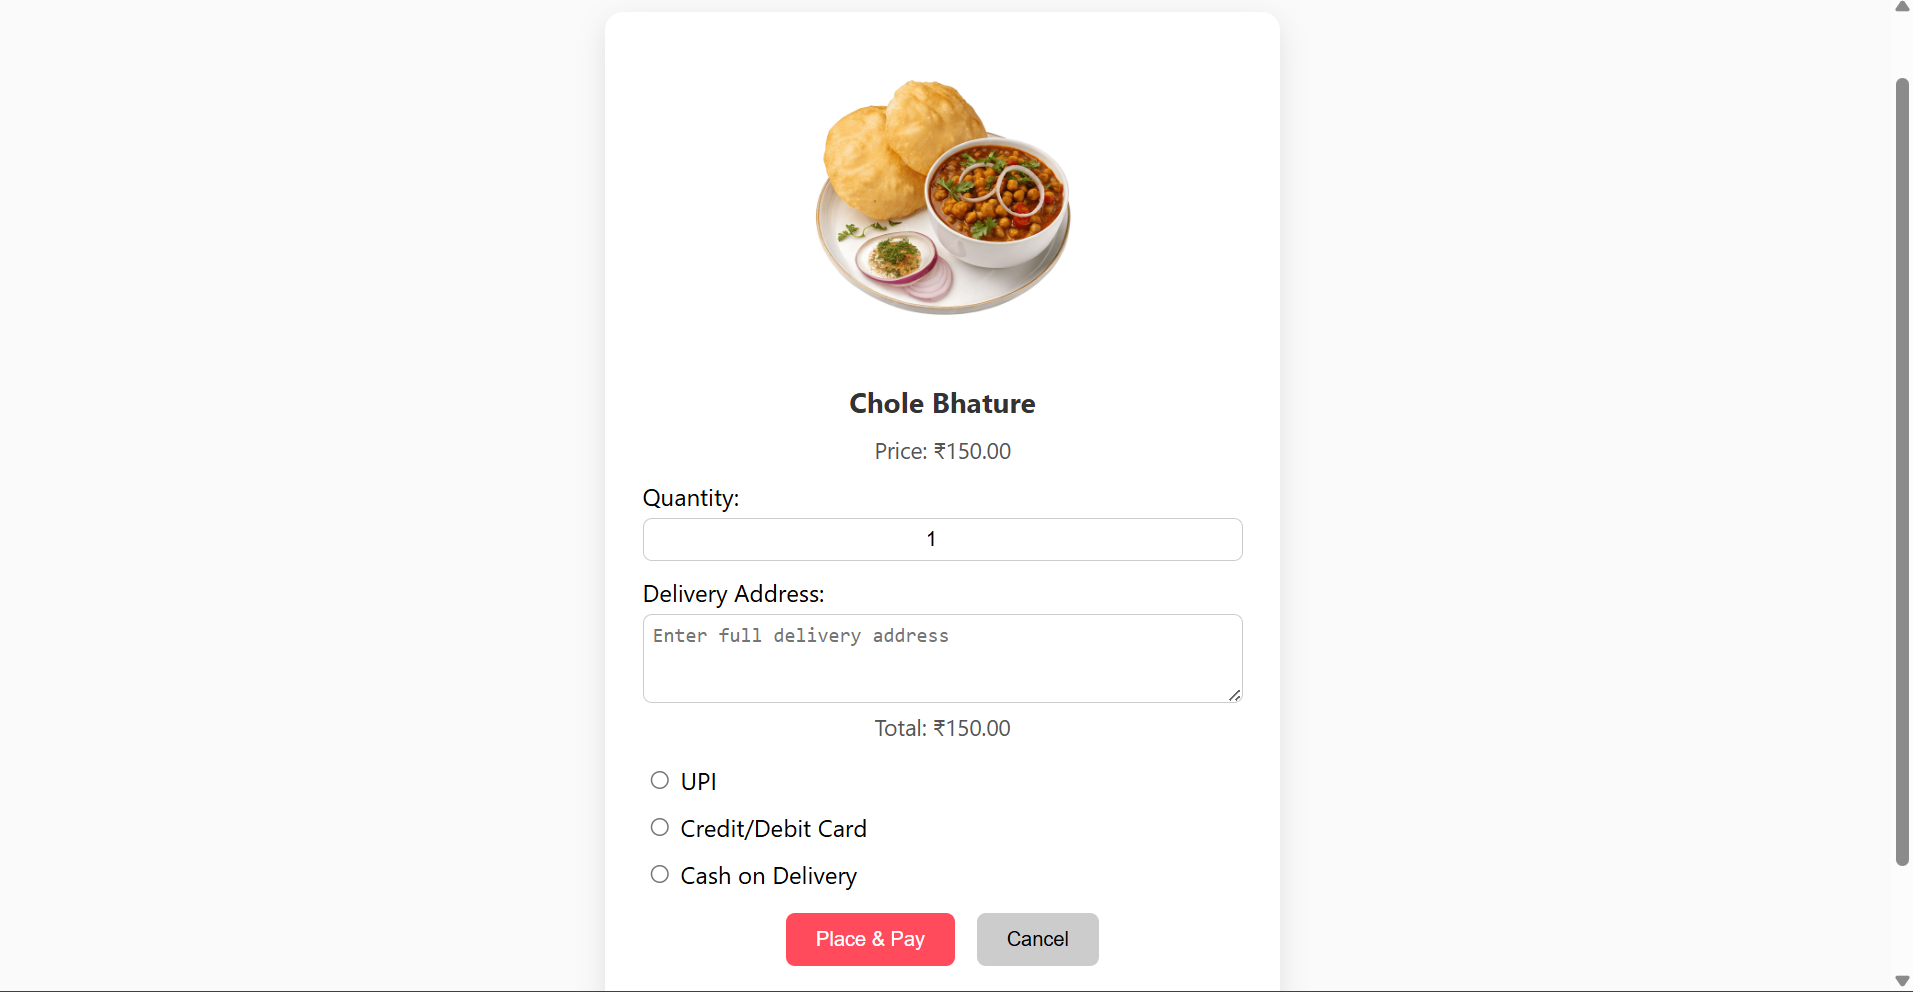 Chole Bhature
Price: ₹150.00
Quantity:
1
Delivery Address:
Enter full delivery address
Total: ₹150.00
UPI
Credit/Debit Card
Cash on Delivery
Place & Pay
Cancel